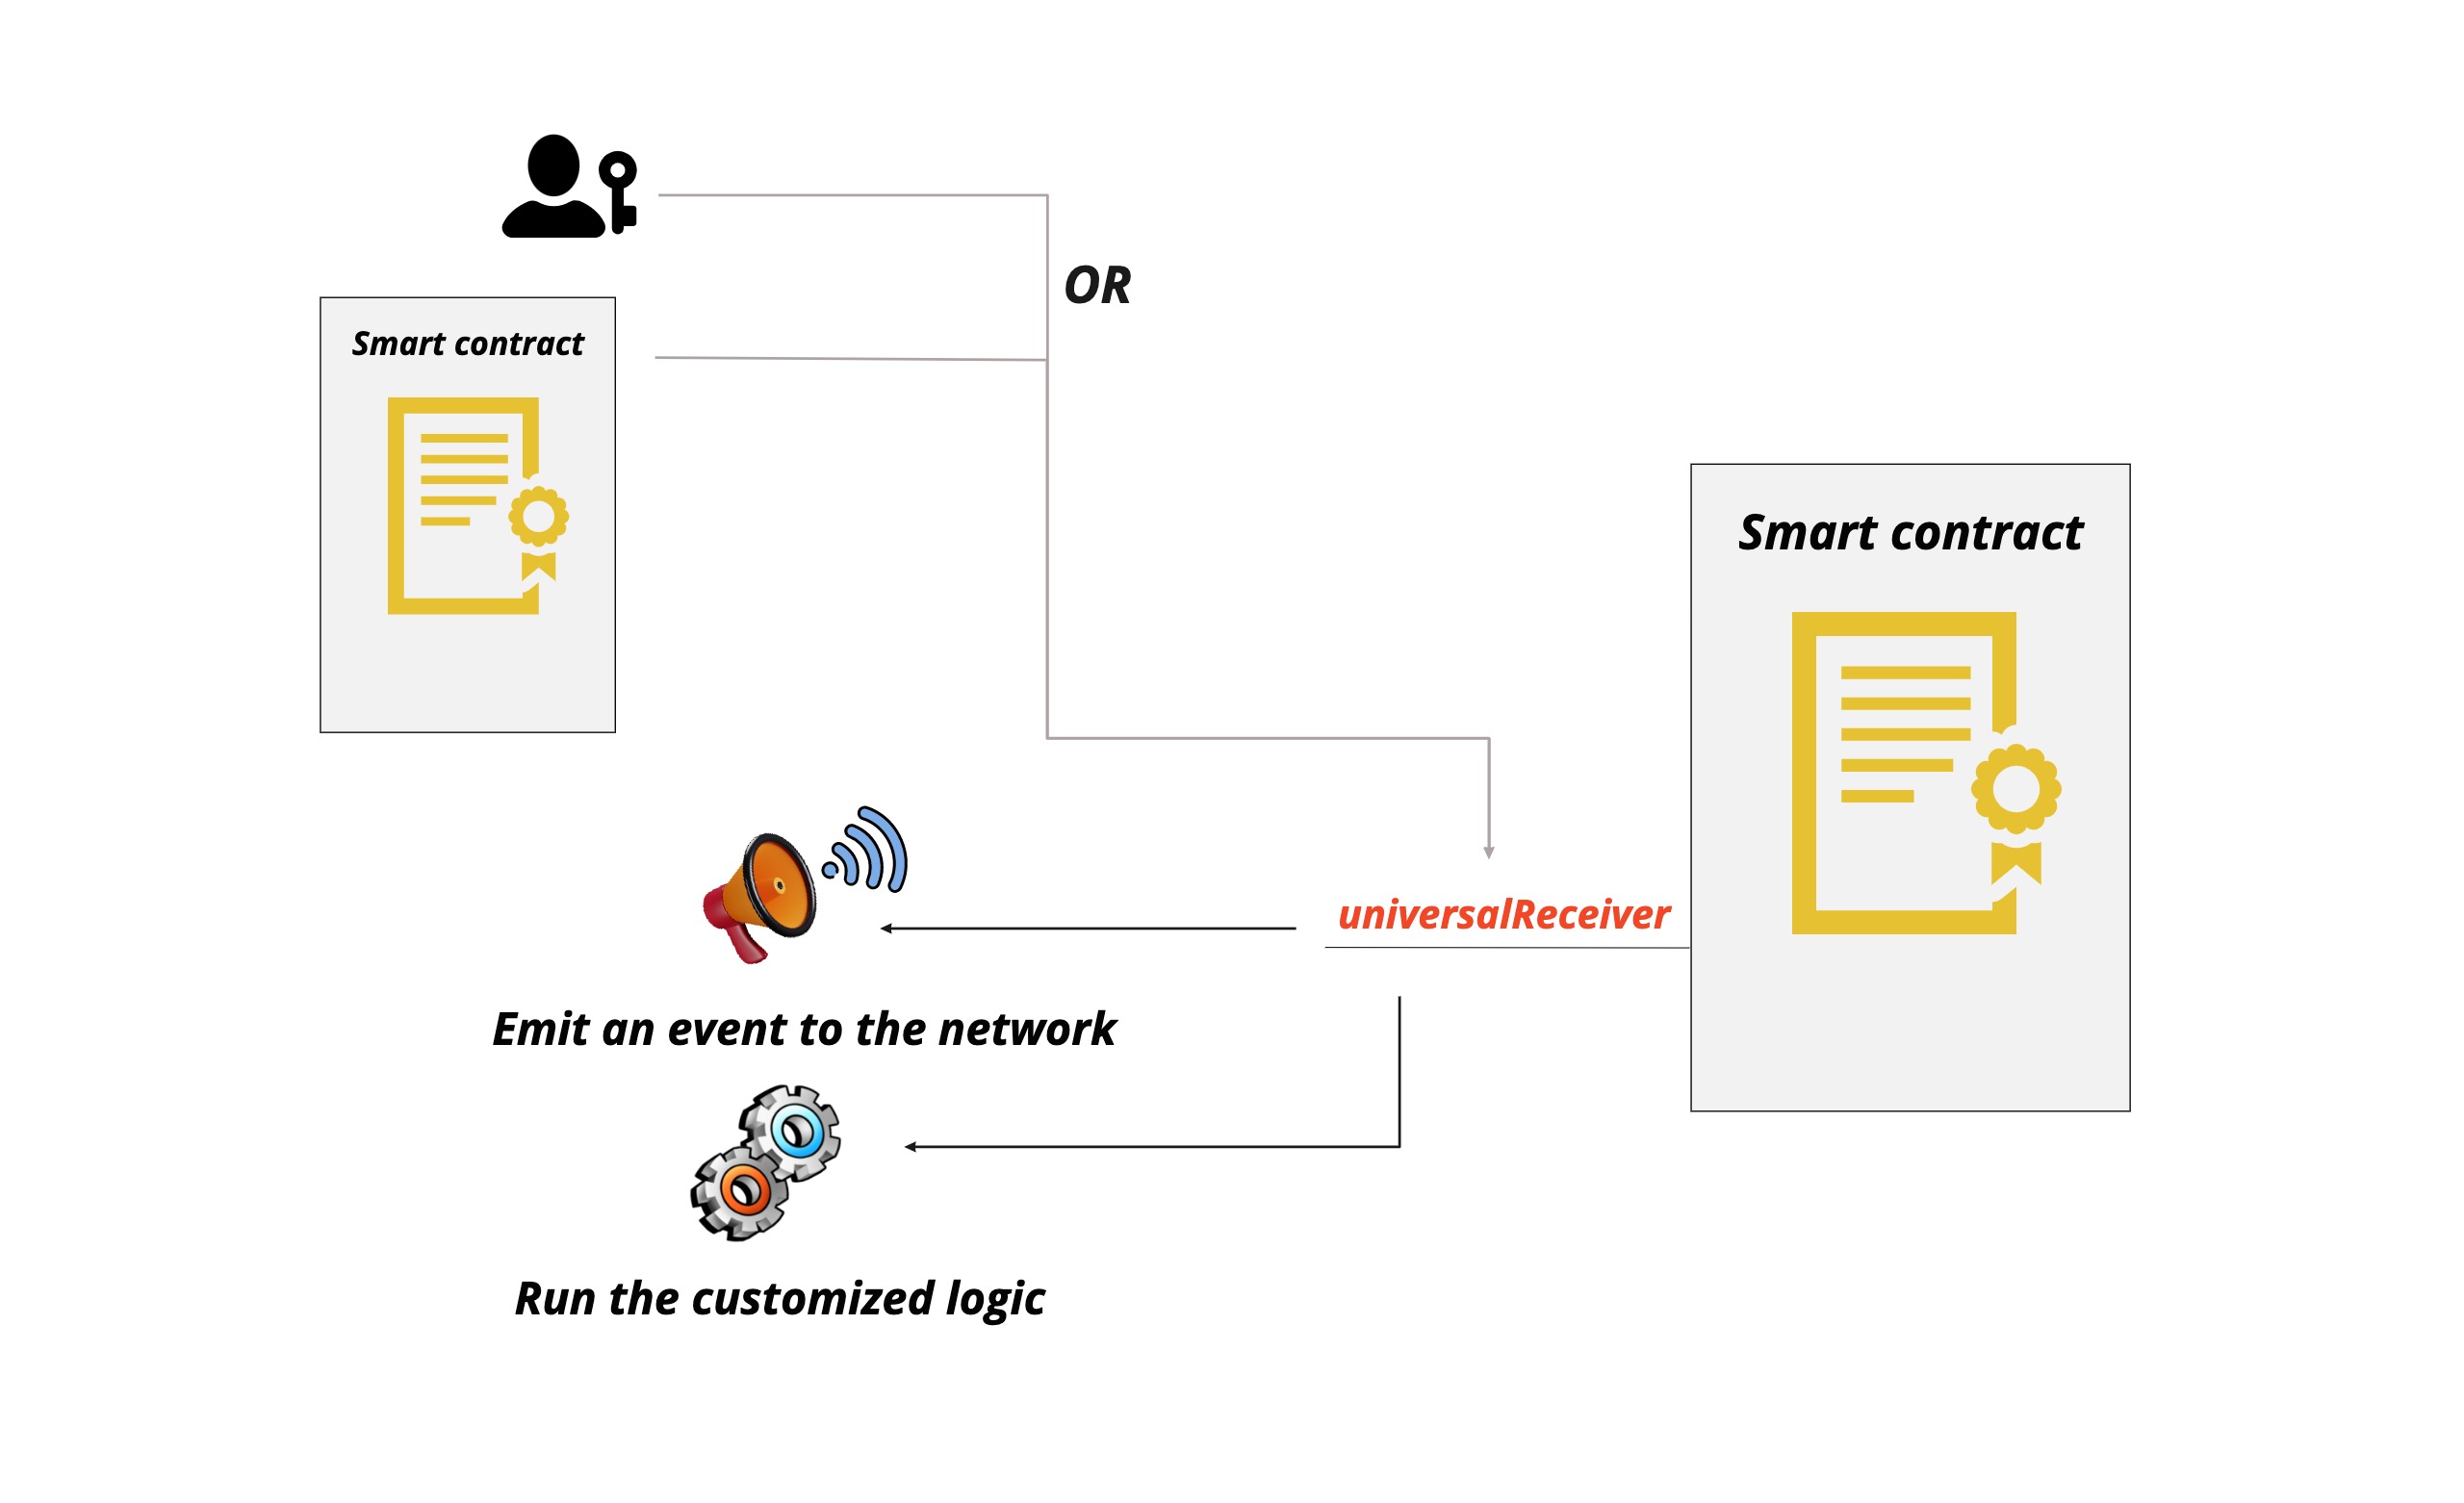 OR
Smart contract
Smart contract
universalReceiver
Emit an event to the network
Run the customized logic